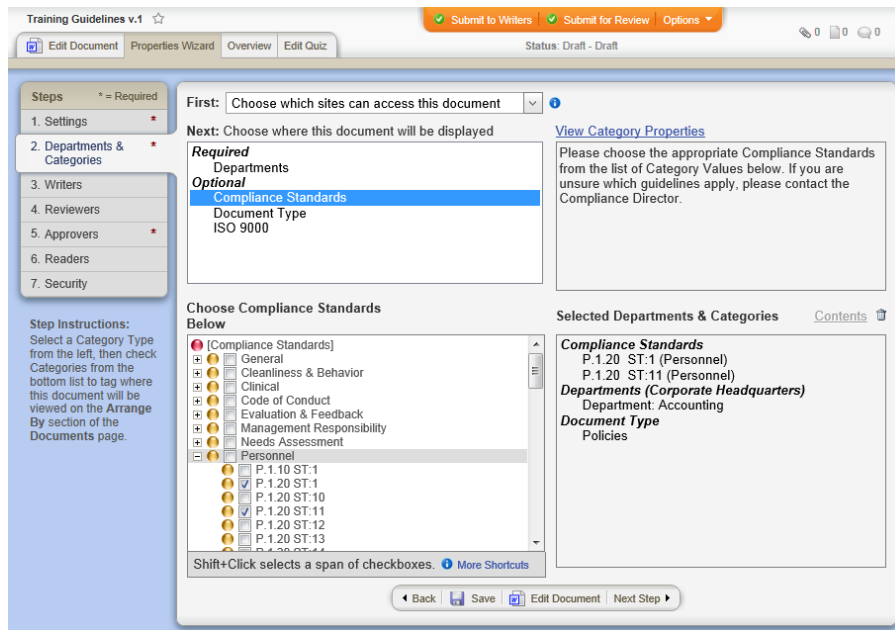 Training Guidelines v.1
Submit to Writers Submit for Review Options
Edit Document Properties Wizard Overview Edit Quiz
Status: Draft - Draft
0 0 0
Steps * = Required
1. Settings *
2. Departments & *
Categories
3. Writers
4. Reviewers
5. Approvers *
6. Readers
7. Security
Step Instructions:
Select a Category Type
from the left, then check
Categories from the
bottom list to tag where
this document will be
viewed on the Arrange
By section of the
Documents page.
First: Choose which sites can access this document
Next: Choose where this document will be displayed
Required
Departments
Optional
Compliance Standards
Document Type
ISO 9000
View Category Properties
Please choose the appropriate Compliance Standards
from the list of Category Values below. If you are
unsure which guidelines apply, please contact the
Compliance Director.
Choose Compliance Standards
Below
[Compliance Standards]
General
Cleanliness & Behavior
Clinical
Code of Conduct
Evaluation & Feedback
Management Responsibility
Needs Assessment
Personnel
P.1.10 ST:1
P.1.20 ST:1
P.1.20 ST:10
P.1.20 ST:11
P.1.20 ST:12
P.1.20 ST:13
Shift+Click selects a span of checkboxes. More Shortcuts
Selected Departments & Categories Contents
Compliance Standards
P.1.20 ST:1 (Personnel)
P.1.20 ST:11 (Personnel)
Departments (Corporate Headquarters)
Department: Accounting
Document Type
Policies
Back Save Edit Document Next Step